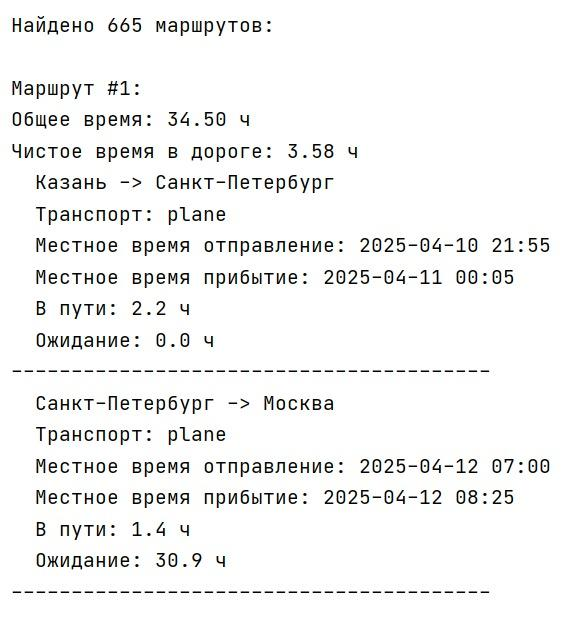 Найдено 665 маршрутов:
Маршрут #1:
Общее время: 34.50 ч
Чистое время в дороге: 3.58 ч
Казань -> Санкт-Петербург
Транспорт: plane
Местное время отправление: 2025-04-10 21:55
Местное время прибытие: 2025-04-11 00:05
В пути: 2.2 ч
Ожидание: 0.0 ч
----------------------------------------
Санкт-Петербург -> Москва
Транспорт: plane
Местное время отправление: 2025-04-12 07:00
Местное время прибытие: 2025-04-12 08:25
В пути: 1.4 ч
Ожидание: 30.9 ч
----------------------------------------